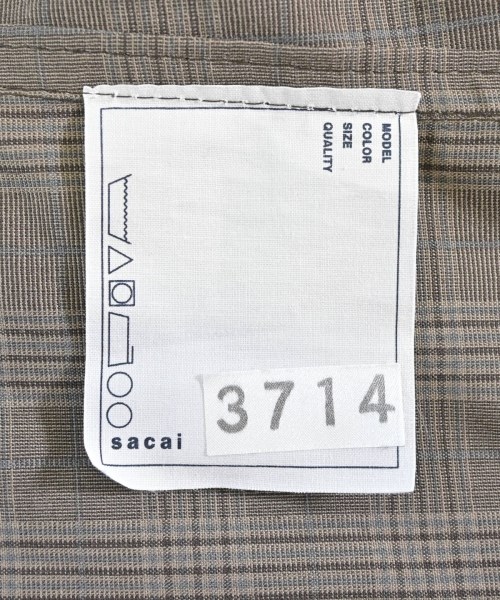 MODEL
COLOR
SIZE
QUALITY
sacai
3714